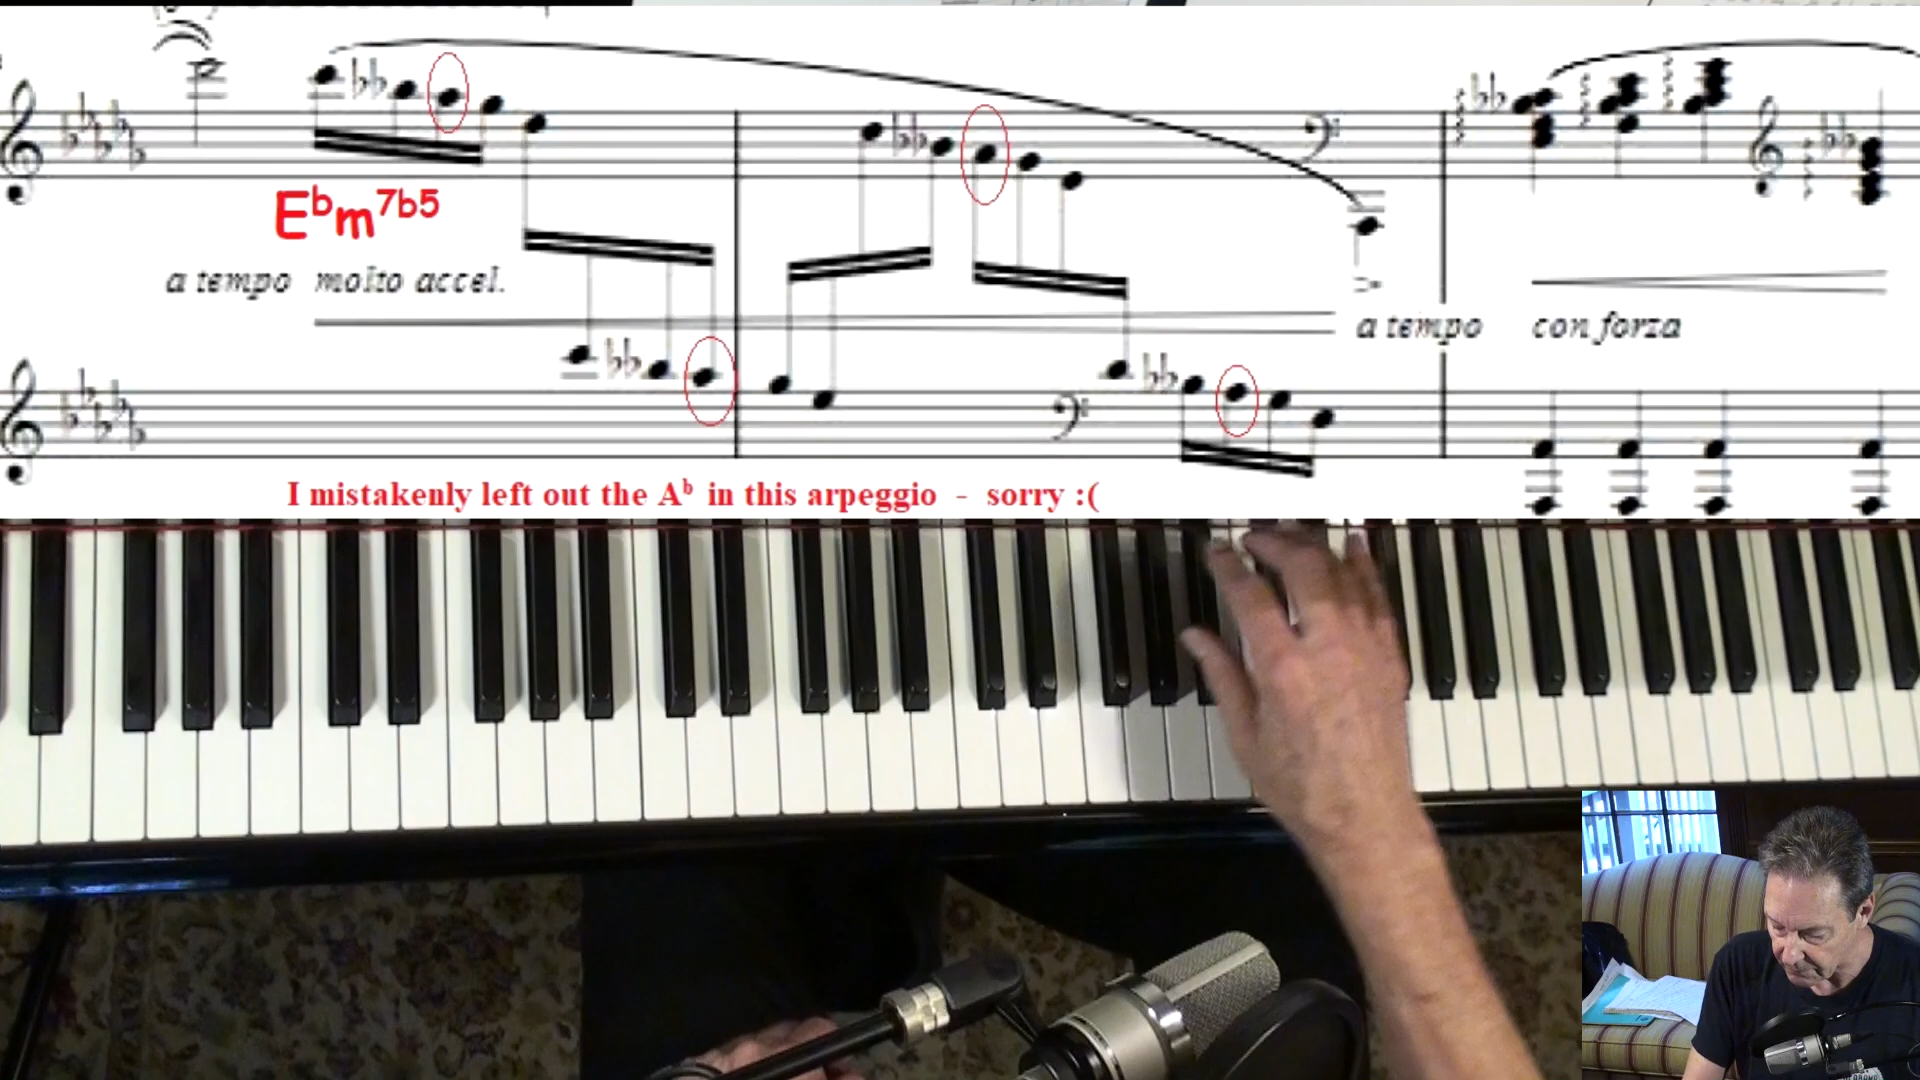 E♭m7♭5
a tempo molto accel.
a tempo con forza
I mistakenly left out the A♭ in this arpeggio - sorry :(